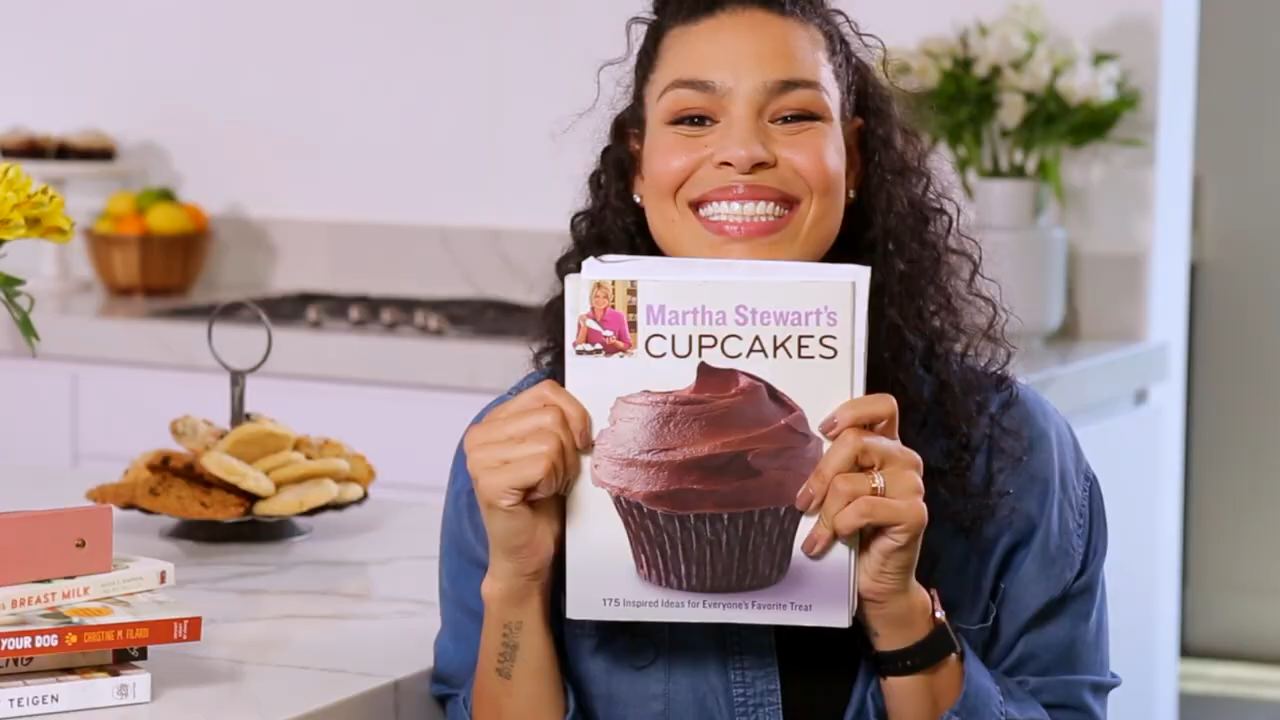 Martha Stewart's
CUPCAKES
175 Inspired Ideas for Everyone's Favorite Treat
BREAST MILK
YOUR DOG CHRISTINE M. FILARDI
TEIGEN